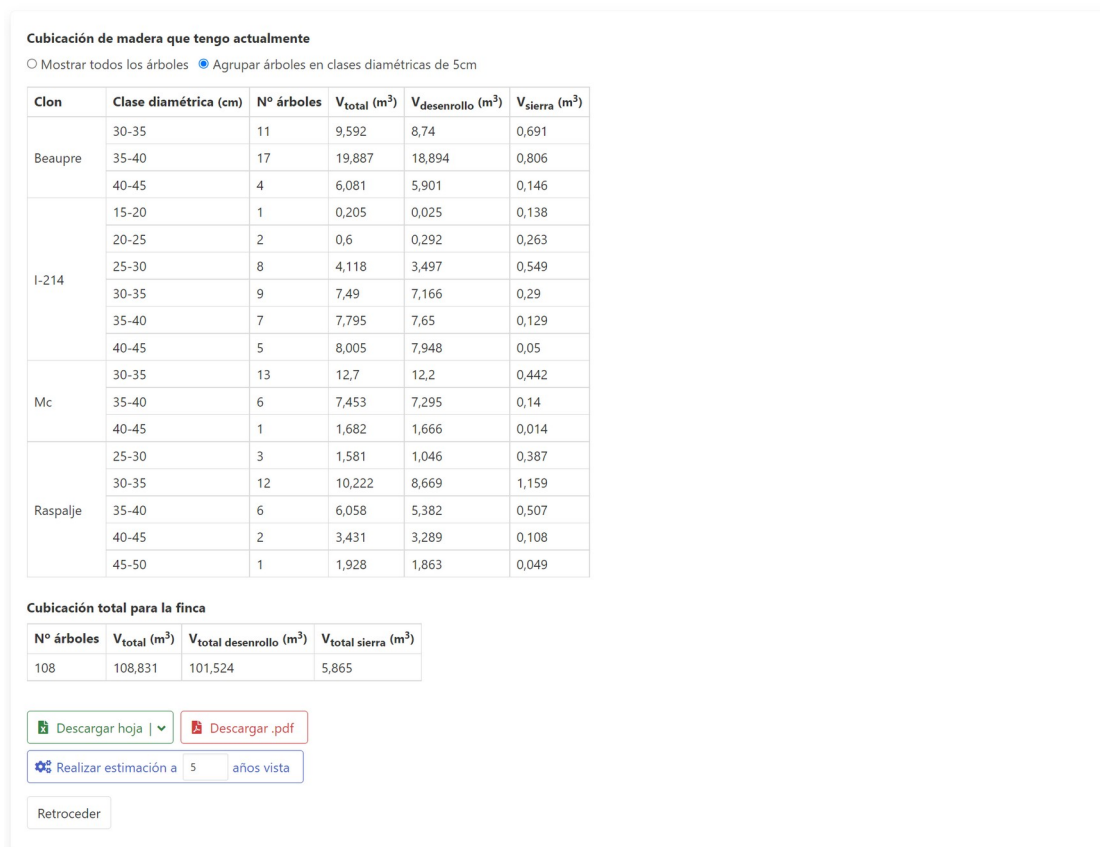 Cubicación de madera que tengo actualmente
Mostrar todos los árboles Agrupar árboles en clases diamétricas de 5cm
Clon Clase diamétrica (cm) Nº árboles Vtotal (m³) Vdesenrollo (m³) Vsierra (m³)
Beaupre 30-35 11 9,592 8,74 0,691
35-40 17 19,887 18,894 0,806
40-45 4 6,081 5,901 0,146
I-214 15-20 1 0,205 0,025 0,138
20-25 2 0,6 0,292 0,263
25-30 8 4,118 3,497 0,549
30-35 9 7,49 7,166 0,29
35-40 7 7,795 7,65 0,129
40-45 5 8,005 7,948 0,05
Mc 30-35 13 12,7 12,2 0,442
35-40 6 7,453 7,295 0,14
40-45 1 1,682 1,666 0,014
Raspalje 25-30 3 1,581 1,046 0,387
30-35 12 10,222 8,669 1,159
35-40 6 6,058 5,382 0,507
40-45 2 3,431 3,289 0,108
45-50 1 1,928 1,863 0,049
Cubicación total para la finca
Nº árboles Vtotal (m³) Vtotal desenrollo (m³) Vtotal sierra (m³)
108 108,831 101,524 5,865
Descargar hoja | Descargar .pdf
Realizar estimación a 5 años vista
Retroceder